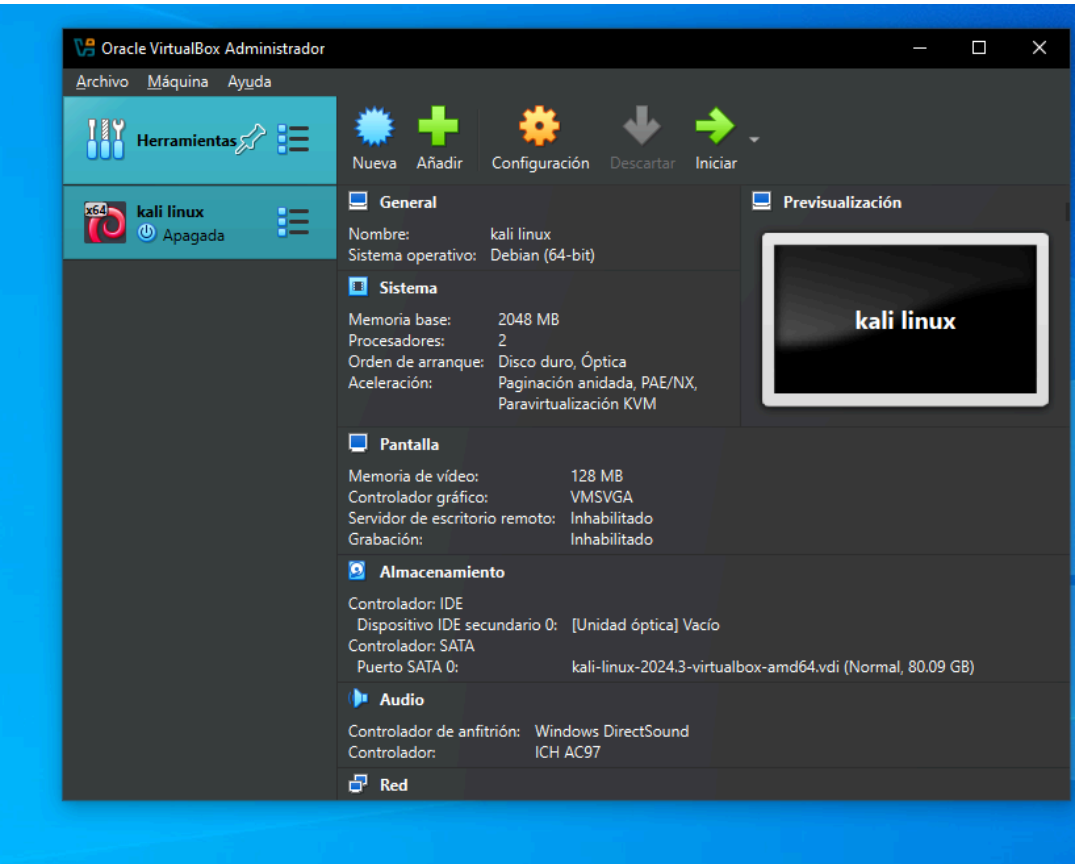 Oracle VirtualBox Administrador
Archivo Máquina Ayuda
Herramientas
Nueva Añadir Configuración Descartar Iniciar
x64
kali linux
Apagada
General
Nombre: kali linux
Sistema operativo: Debian (64-bit)
Previsualización
kali linux
Sistema
Memoria base: 2048 MB
Procesadores: 2
Orden de arranque: Disco duro, Óptica
Aceleración: Paginación anidada, PAE/NX,
Paravirtualización KVM
Pantalla
Memoria de vídeo: 128 MB
Controlador gráfico: VMSVGA
Servidor de escritorio remoto: Inhabilitado
Grabación: Inhabilitado
Almacenamiento
Controlador: IDE
Dispositivo IDE secundario 0: [Unidad óptica] Vacío
Controlador: SATA
Puerto SATA 0: kali-linux-2024.3-virtualbox-amd64.vdi (Normal, 80.09 GB)
Audio
Controlador de anfitrión: Windows DirectSound
Controlador: ICH AC97
Red